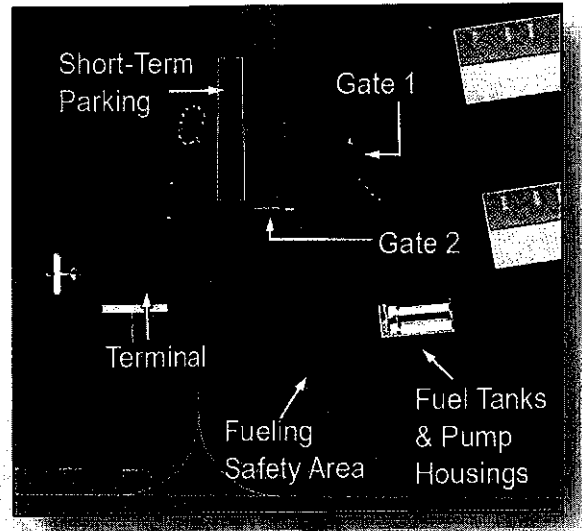 Short-Term
Parking
Gate 1
Gate 2
Terminal
Fueling
Safety Area
Fuel Tanks
& Pump
Housings